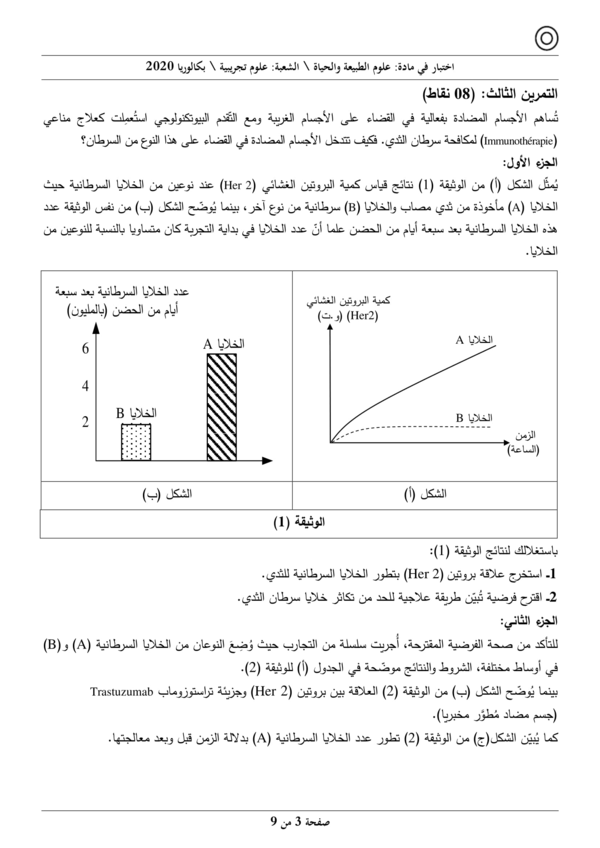 اختبار في مادة: علوم الطبيعة والحياة \ الشعبة: علوم تجريبية \ بكالوريا 2020
التمرين الثالث: (08 نقاط)
تُساهم الأجسام المضادة بفعالية في القضاء على الأجسام الغريبة ومع التّقدم البيوتكنولوجي استُعمِلت كعلاج مناعي
(Immunothérapie) لمكافحة سرطان الثدي. فكيف تتدخل الأجسام المضادة في القضاء على هذا النوع من السرطان؟
الجزء الأول:
يُمثّل الشكل (أ) من الوثيقة (1) نتائج قياس كمية البروتين الغشائي (Her 2) عند نوعين من الخلايا السرطانية حيث
الخلايا (A) مأخوذة من ثدي مصاب والخلايا (B) سرطانية من نوع آخر، بينما يُوضّح الشكل (ب) من نفس الوثيقة عدد
هذه الخلايا السرطانية بعد سبعة أيام من الحضن علما أنّ عدد الخلايا في بداية التجربة كان متساويا بالنسبة للنوعين من
الخلايا.
كمية البروتين الغشائي
(Her2) (و.ت)
الخلايا A
الخلايا B
الزمن
(الساعة)
عدد الخلايا السرطانية بعد سبعة
أيام من الحضن (بالمليون)
6
4
2
الخلايا A
الخلايا B
الشكل (أ)
الشكل (ب)
الوثيقة (1)
باستغلالك لنتائج الوثيقة (1):
1ـ استخرج علاقة بروتين (Her 2) بتطور الخلايا السرطانية للثدي.
2ـ اقترح فرضية تُبيّن طريقة علاجية للحد من تكاثر خلايا سرطان الثدي.
الجزء الثاني:
للتأكد من صحة الفرضية المقترحة، أُجريت سلسلة من التجارب حيث وُضِعَ النوعان من الخلايا السرطانية (A) و(B)
في أوساط مختلفة، الشروط والنتائج موضّحة في الجدول (أ) للوثيقة (2).
بينما يُوضّح الشكل (ب) من الوثيقة (2) العلاقة بين بروتين (Her 2) وجزيئة تراستوزوماب Trastuzumab
(جسم مضاد مُطوَّر مخبريا).
كما يُبيّن الشكل(ج) من الوثيقة (2) تطور عدد الخلايا السرطانية (A) بدلالة الزمن قبل وبعد معالجتها.
صفحة 3 من 9